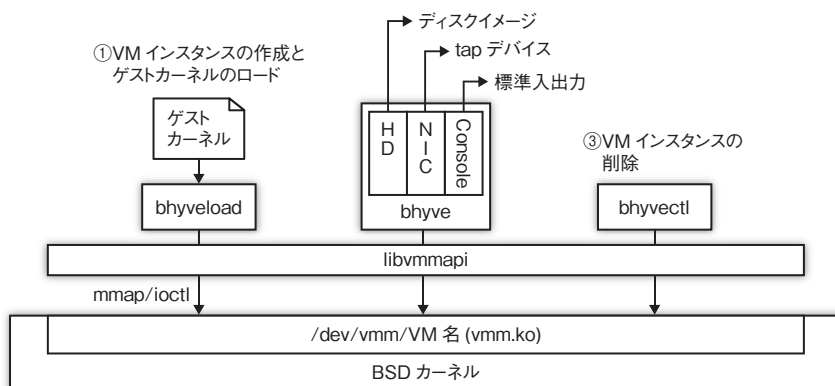 ディスクイメージ
①VM インスタンスの作成と
ゲストカーネルのロード
tap デバイス
標準入出力
ゲスト
カーネル
HD
NIC
Console
③VM インスタンスの
削除
bhyveload
bhyve
bhyvectl
libvmmapi
mmap/ioctl
/dev/vmm/VM 名 (vmm.ko)
BSD カーネル